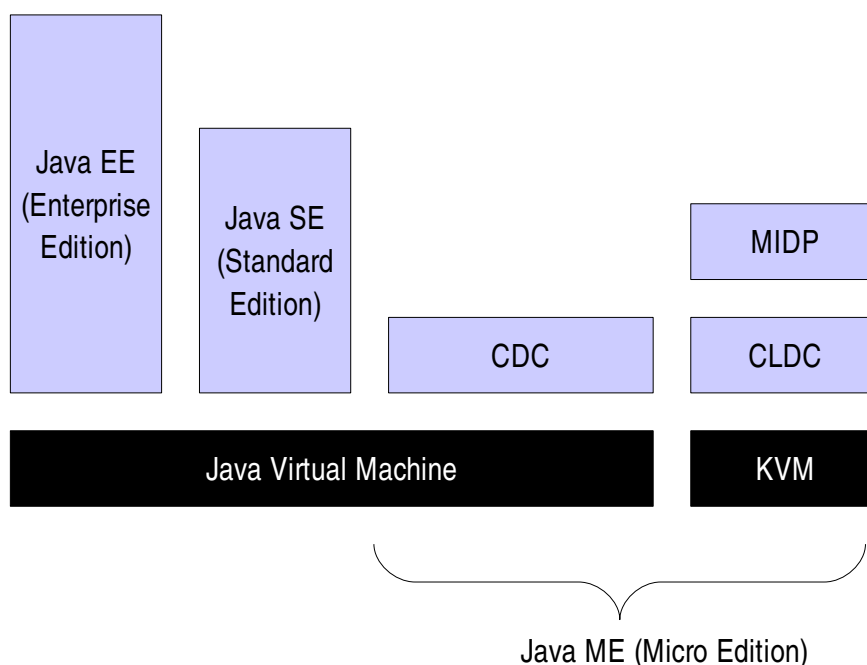 Java EE
(Enterprise
Edition)
Java SE
(Standard
Edition)
MIDP
CDC
CLDC
Java Virtual Machine
KVM
Java ME (Micro Edition)